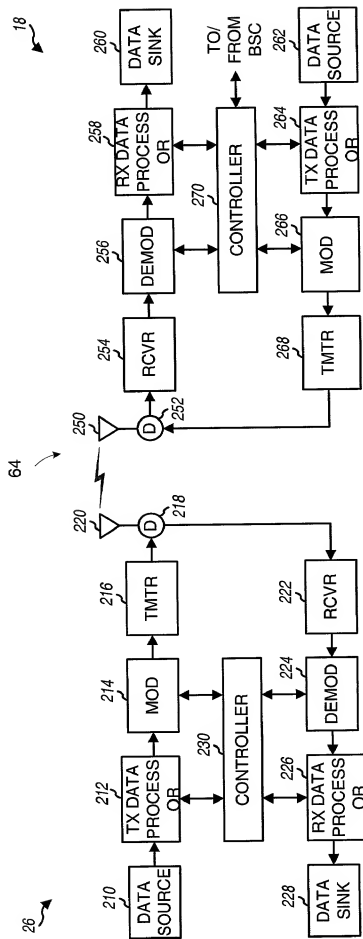 26
210
DATA
SOURCE
212
TX DATA
PROCESS
OR
214
MOD
216
TMTR
220
D
218
230
CONTROLLER
228
DATA
SINK
226
RX DATA
PROCESS
OR
224
DEMOD
222
RCVR
64
18
250
D
252
254
RCVR
256
DEMOD
258
RX DATA
PROCESS
OR
260
DATA
SINK
270
CONTROLLER
TO/
FROM
BSC
268
TMTR
266
MOD
264
TX DATA
PROCESS
OR
262
DATA
SOURCE